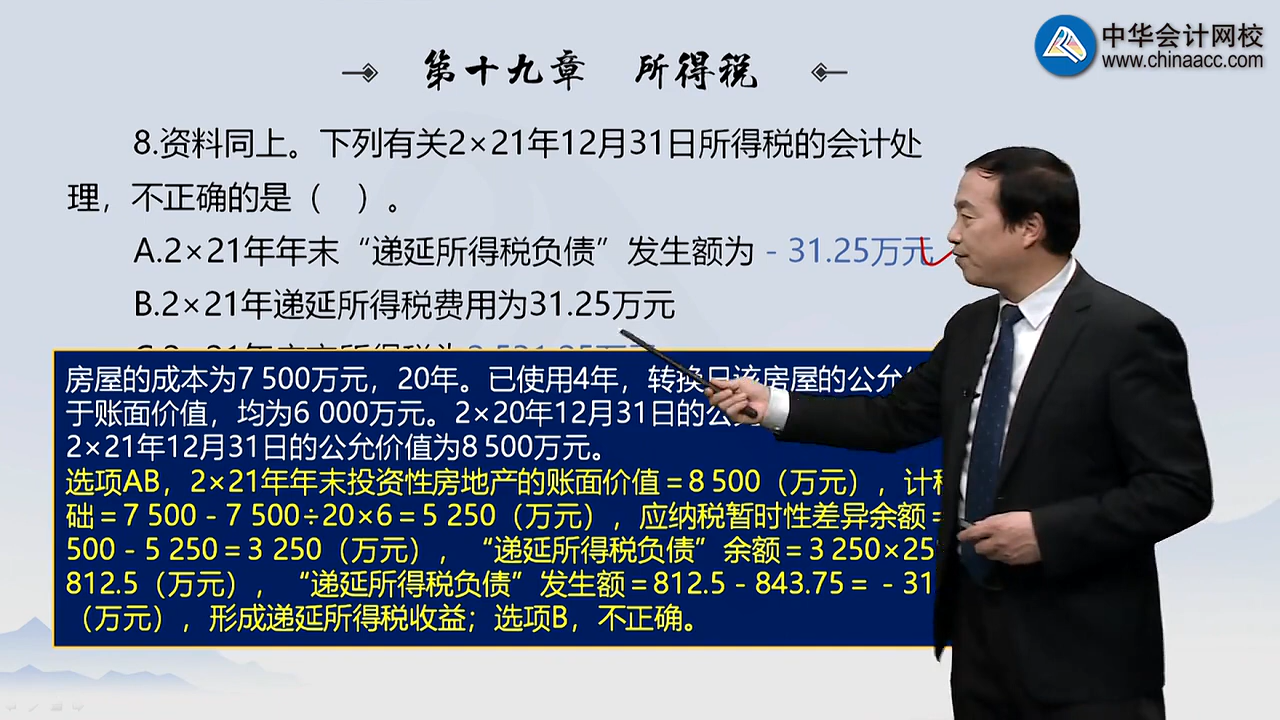 中华会计网校
www.chinaacc.com
第十九章 所得税
8.资料同上。下列有关2×21年12月31日所得税的会计处
理，不正确的是（ ）。
A.2×21年年末“递延所得税负债”发生额为－31.25万元
B.2×21年递延所得税费用为31.25万元
房屋的成本为7 500万元，20年。已使用4年，转换日该房屋的公允
于账面价值，均为6 000万元。2×20年12月31日的公
2×21年12月31日的公允价值为8 500万元。
选项AB，2×21年年末投资性房地产的账面价值＝8 500（万元），计
础＝7 500－7 500÷20×6＝5 250（万元），应纳税暂时性差异余额＝
500－5 250＝3 250（万元），“递延所得税负债”余额＝3 250×25
812.5（万元），“递延所得税负债”发生额＝812.5－843.75＝－31
（万元），形成递延所得税收益；选项B，不正确。